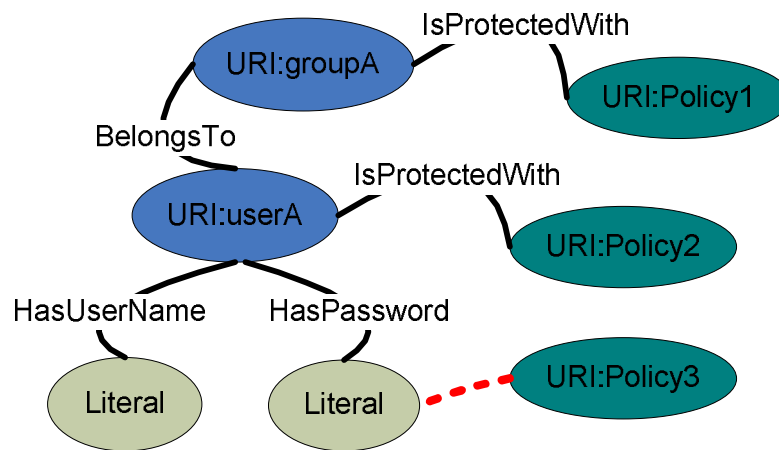 IsProtectedWith
URI:groupA
URI:Policy1
BelongsTo
IsProtectedWith
URI:userA
URI:Policy2
HasUserName
HasPassword
URI:Policy3
Literal
Literal